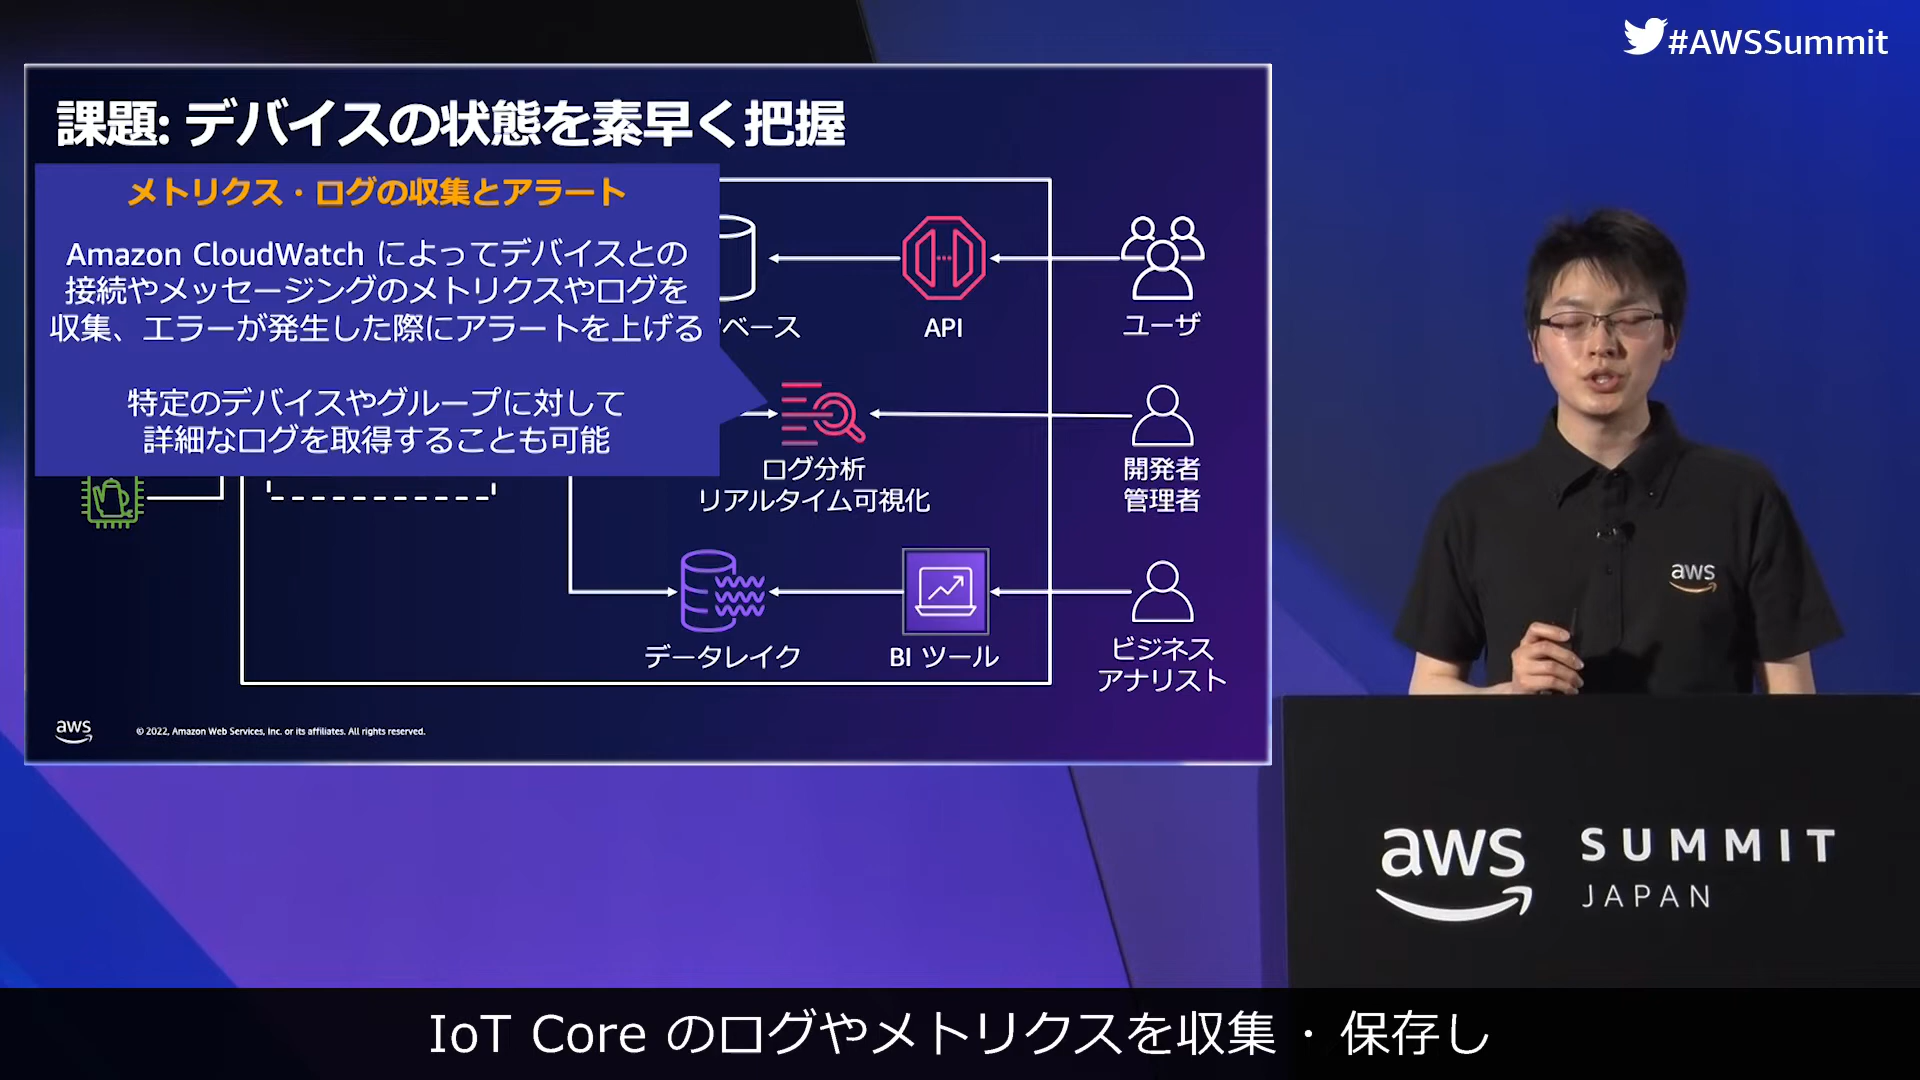 #AWSSummit
課題: デバイスの状態を素早く把握
メトリクス・ログの収集とアラート
Amazon CloudWatch によってデバイスとの
接続やメッセージングのメトリクスやログを
収集、エラーが発生した際にアラートを上げる
特定のデバイスやグループに対して
詳細なログを取得することも可能
ベース
API
ユーザ
ログ分析
リアルタイム可視化
開発者
管理者
データレイク
BI ツール
ビジネス
アナリスト
aws
© 2022, Amazon Web Services, Inc. or its affiliates. All rights reserved.
aws
aws SUMMIT
JAPAN
IoT Core のログやメトリクスを収集・保存し